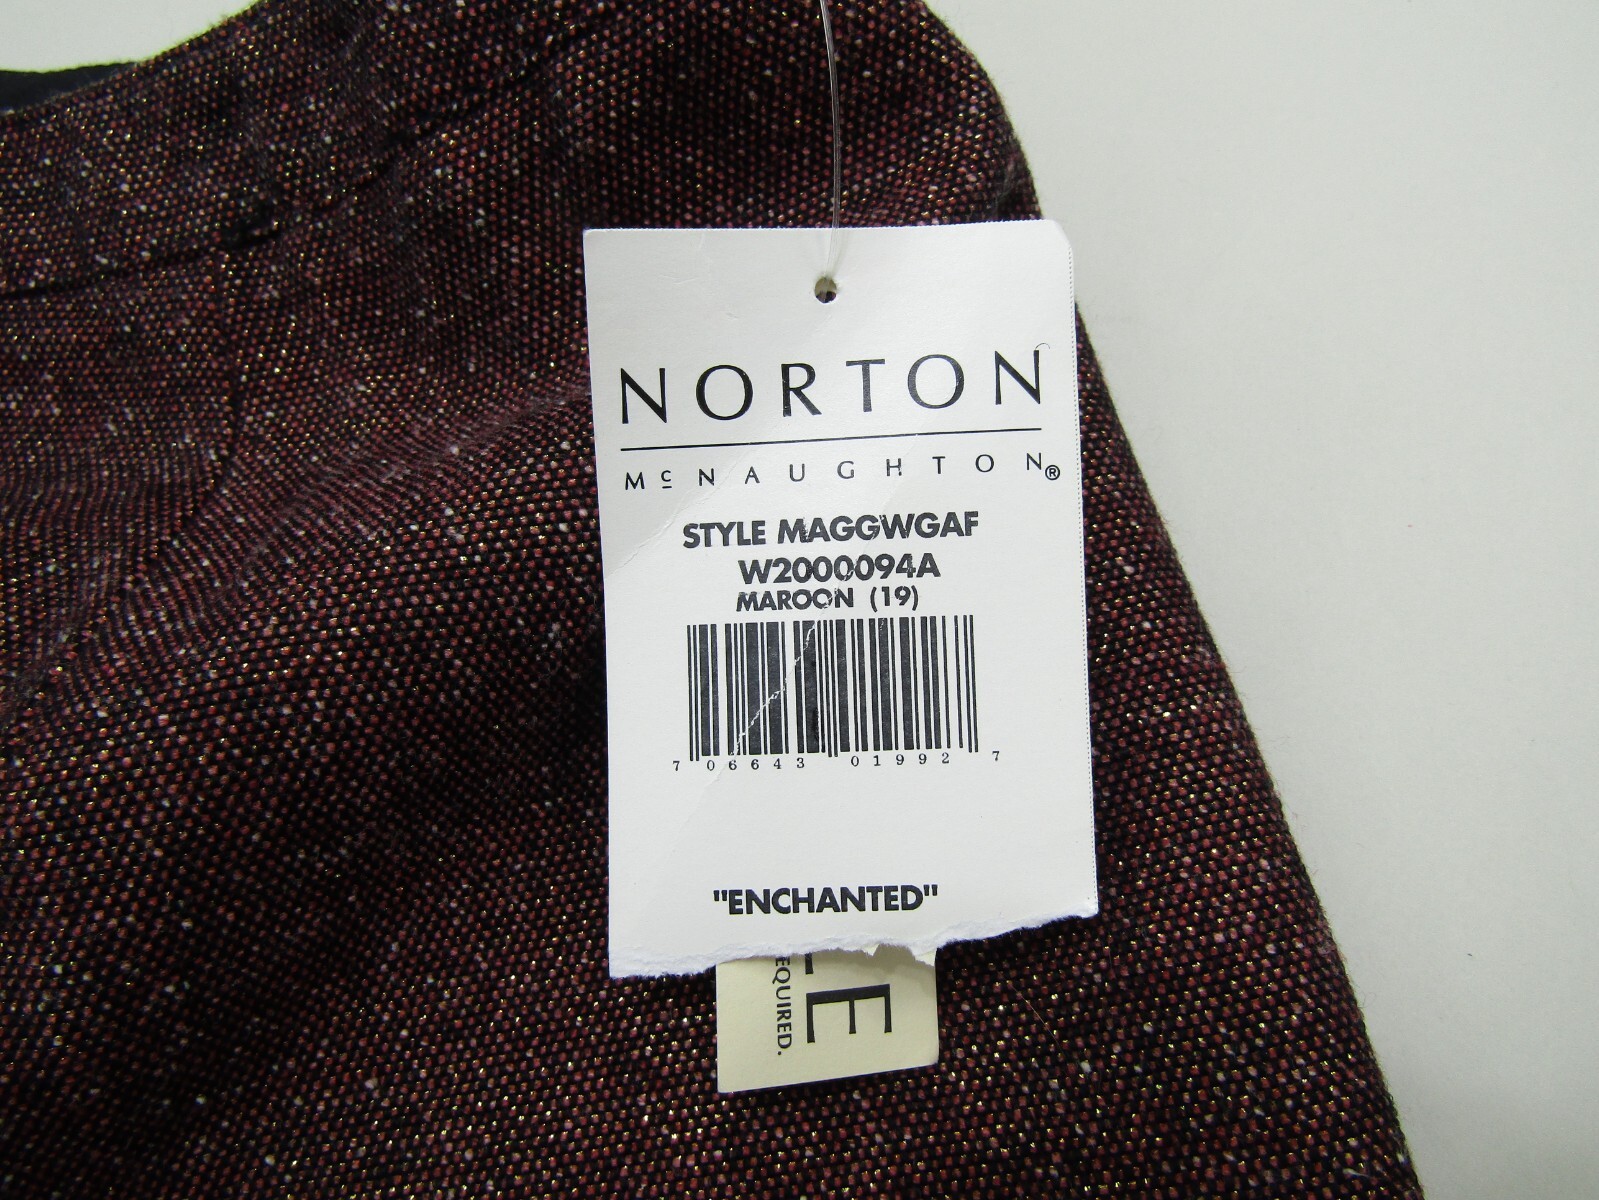 NORTON
McNAUGHTON®
STYLE MAGGWGAF
W2000094A
MAROON (19)
7 06643 01992 7
"ENCHANTED"
E
EQUIRED.